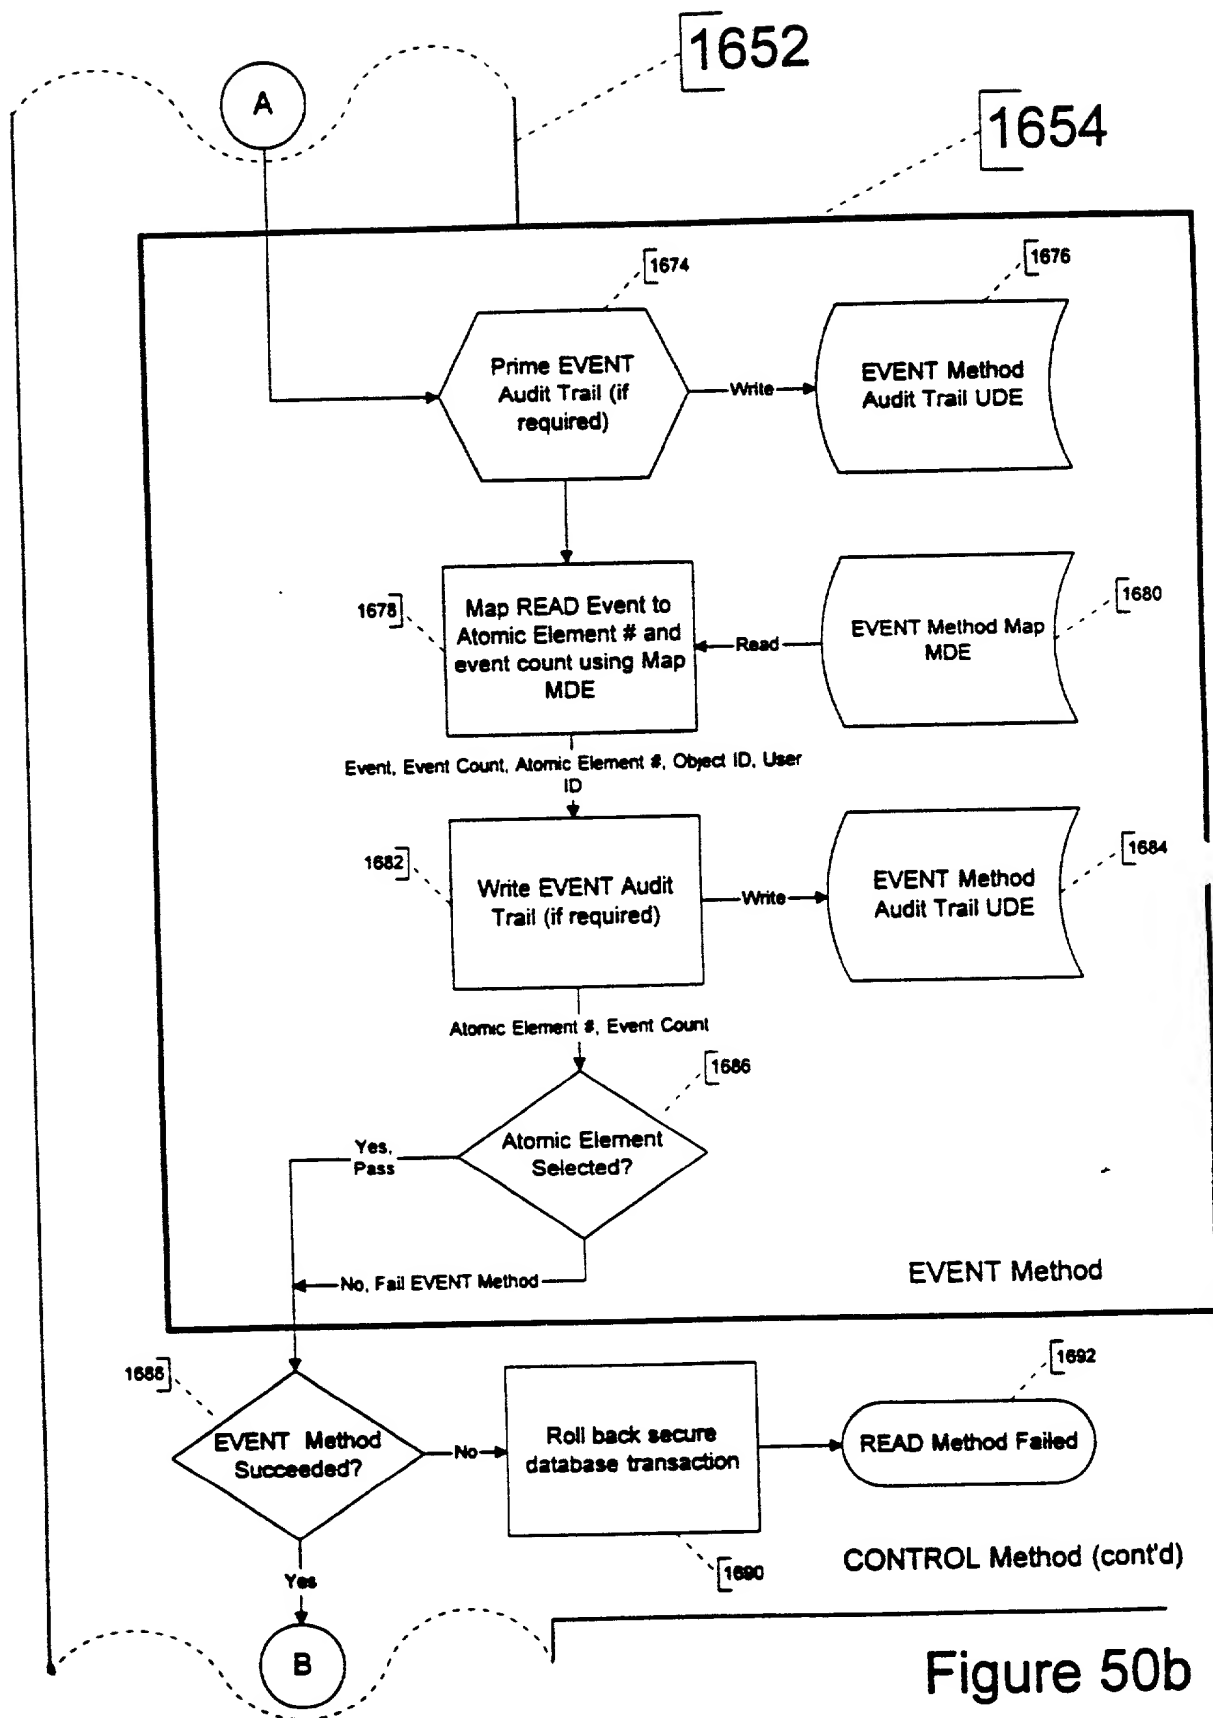 1652
A
1654
1674
1676
Prime EVENT
Audit Trail (if
required)
Write
EVENT Method
Audit Trail UDE
1678
Map READ Event to
Atomic Element # and
event count using Map
MDE
Read
EVENT Method Map
MDE
1680
Event, Event Count, Atomic Element #, Object ID, User
ID
1682
Write EVENT Audit
Trail (if required)
Write
EVENT Method
Audit Trail UDE
1684
Atomic Element #, Event Count
1686
Atomic Element
Selected?
Yes,
Pass
No, Fail EVENT Method
EVENT Method
1688
EVENT Method
Succeeded?
No
Roll back secure
database transaction
1690
READ Method Failed
1692
Yes
CONTROL Method (cont'd)
B
Figure 50b